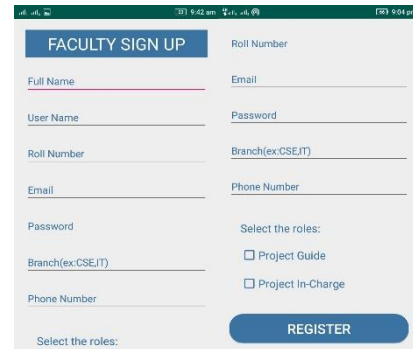 23 9:42 am
FACULTY SIGN UP
Full Name
User Name
Roll Number
Email
Password
Branch(ex:CSE,IT)
Phone Number
Select the roles:
9:04 pm
Roll Number
Email
Password
Branch(ex:CSE,IT)
Phone Number
Select the roles:
Project Guide
Project In-Charge
REGISTER